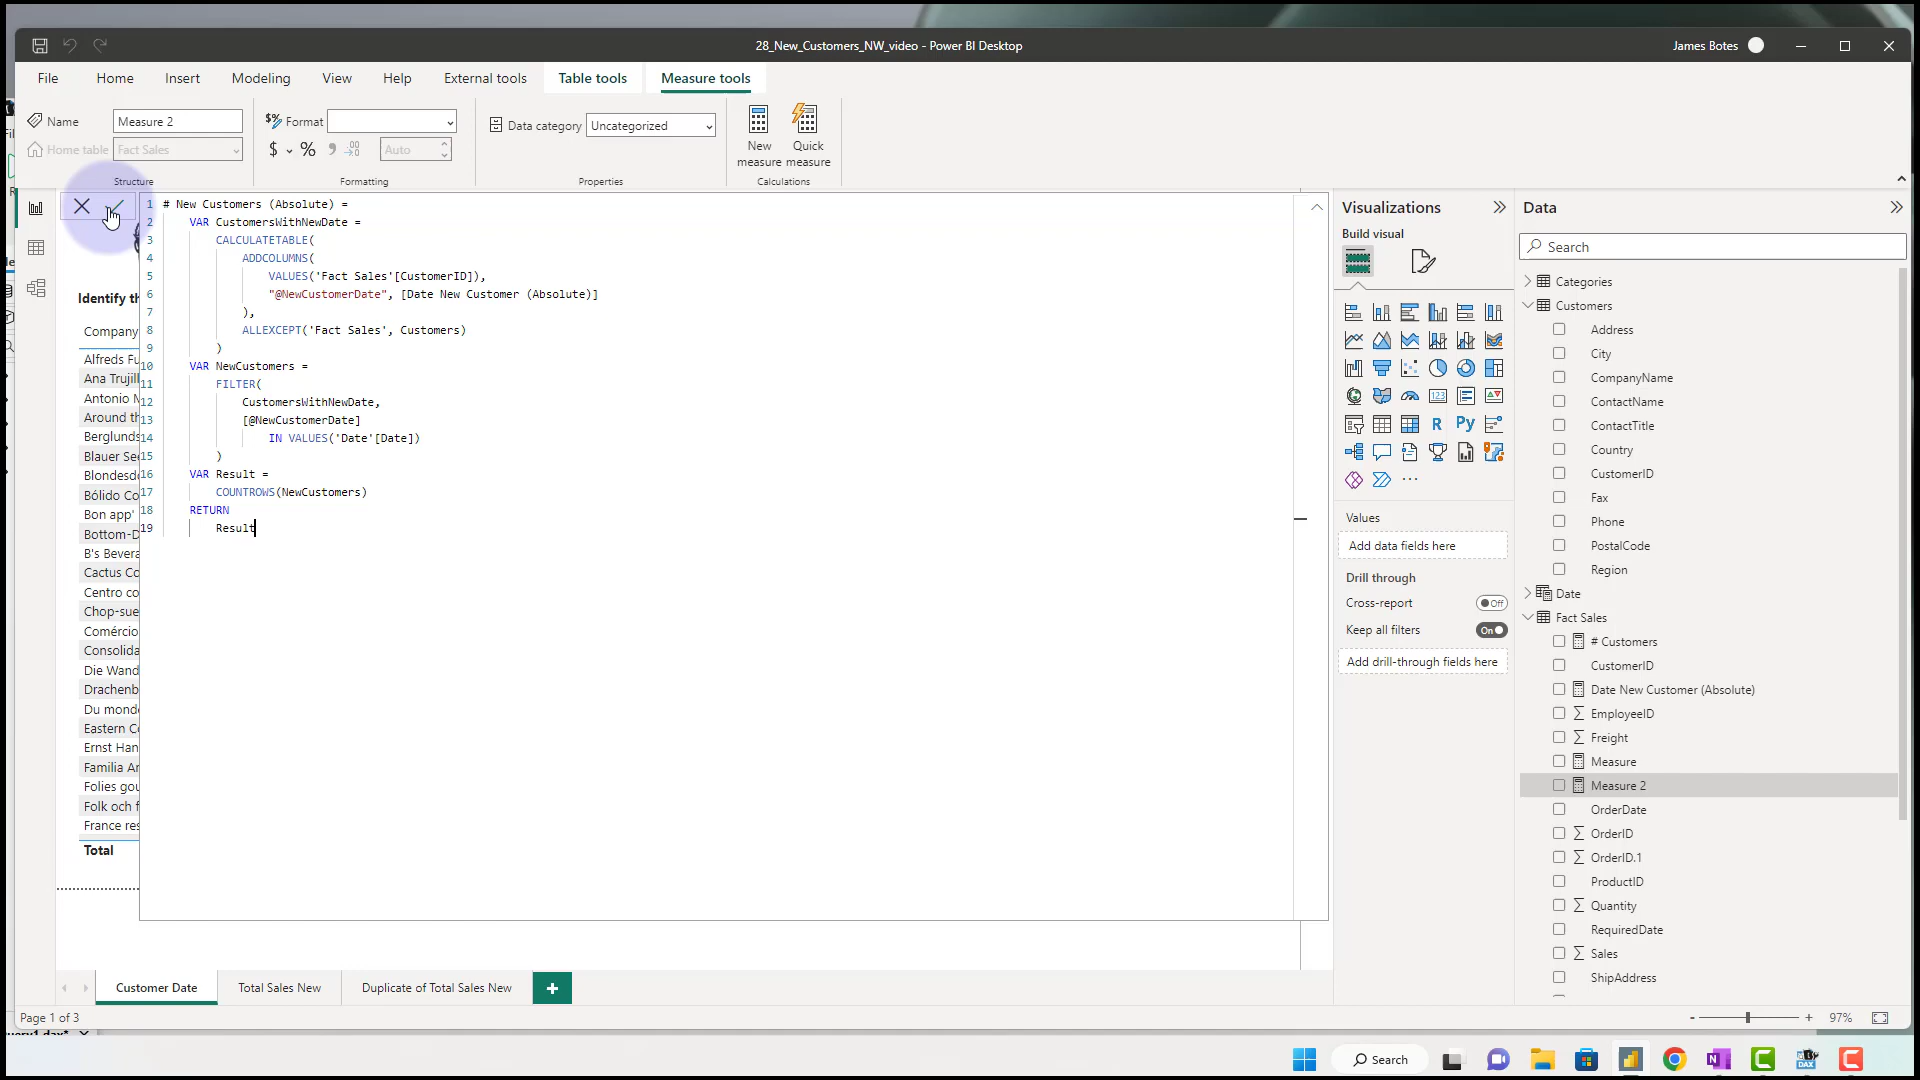 28_New_Customers_NW_video - Power BI Desktop
James Botes
File
Home
Insert
Modeling
View
Help
External tools
Table tools
Measure tools
Name
Measure 2
Home table
Fact Sales
Structure
Format
$
%
Auto
Formatting
Data category
Uncategorized
Properties
New measure
Quick measure
Calculations
1 # New Customers (Absolute) =
2 VAR CustomersWithNewDate =
3 CALCULATETABLE(
4 ADDCOLUMNS(
5 VALUES('Fact Sales'[CustomerID]),
6 "@NewCustomerDate", [Date New Customer (Absolute)]
7 ),
8 ALLEXCEPT('Fact Sales', Customers)
9 )
10 VAR NewCustomers =
11 FILTER(
12 CustomersWithNewDate,
13 [@NewCustomerDate]
14 IN VALUES('Date'[Date])
15 )
16 VAR Result =
17 COUNTROWS(NewCustomers)
18 RETURN
19 Result
Identify th
Company
Alfreds Fu
Ana Trujill
Antonio M
Around th
Berglunds
Blauer See
Blondesde
Bólido Co
Bon app'
Bottom-D
B's Bevera
Cactus Co
Centro co
Chop-sue
Comércio
Consolida
Die Wand
Drachenb
Du monde
Eastern Co
Ernst Han
Familia Ar
Folies gou
Folk och f
France res
Total
Customer Date
Total Sales New
Duplicate of Total Sales New
+
Page 1 of 3
- + 97%
Visualizations
Build visual
R
Py
123
...
Values
Add data fields here
Drill through
Cross-report
Off
Keep all filters
On
Add drill-through fields here
Data
Search
Categories
Customers
Address
City
CompanyName
ContactName
ContactTitle
Country
CustomerID
Fax
Phone
PostalCode
Region
Date
Fact Sales
# Customers
CustomerID
Date New Customer (Absolute)
EmployeeID
Freight
Measure
Measure 2
OrderDate
OrderID
OrderID.1
ProductID
Quantity
RequiredDate
Sales
ShipAddress
Search